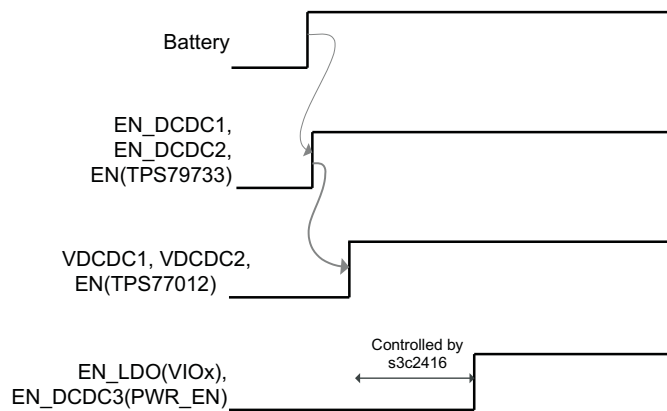 Battery
EN_DCDC1,
EN_DCDC2,
EN(TPS79733)
VDCDC1, VDCDC2,
EN(TPS77012)
Controlled by
s3c2416
EN_LDO(VIOx),
EN_DCDC3(PWR_EN)